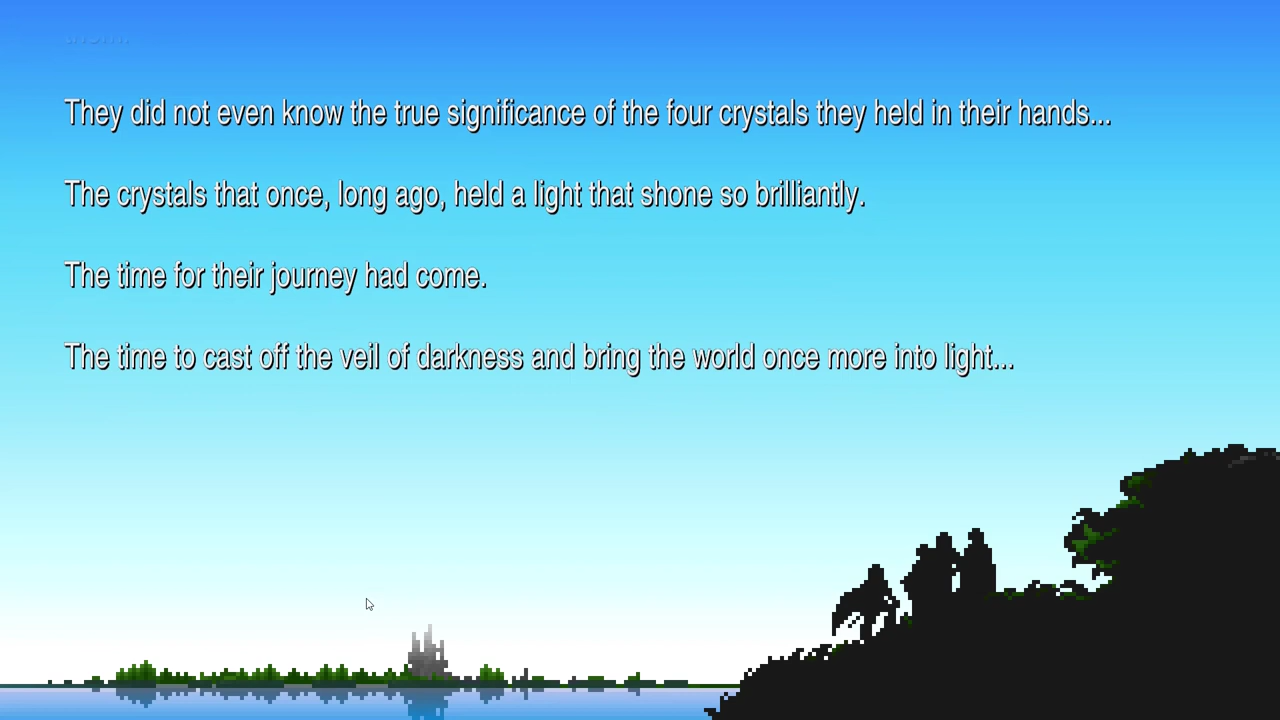 They did not even know the true significance of the four crystals they held in their hands...
The crystals that once, long ago, held a light that shone so brilliantly.
The time for their journey had come.
The time to cast off the veil of darkness and bring the world once more into light...